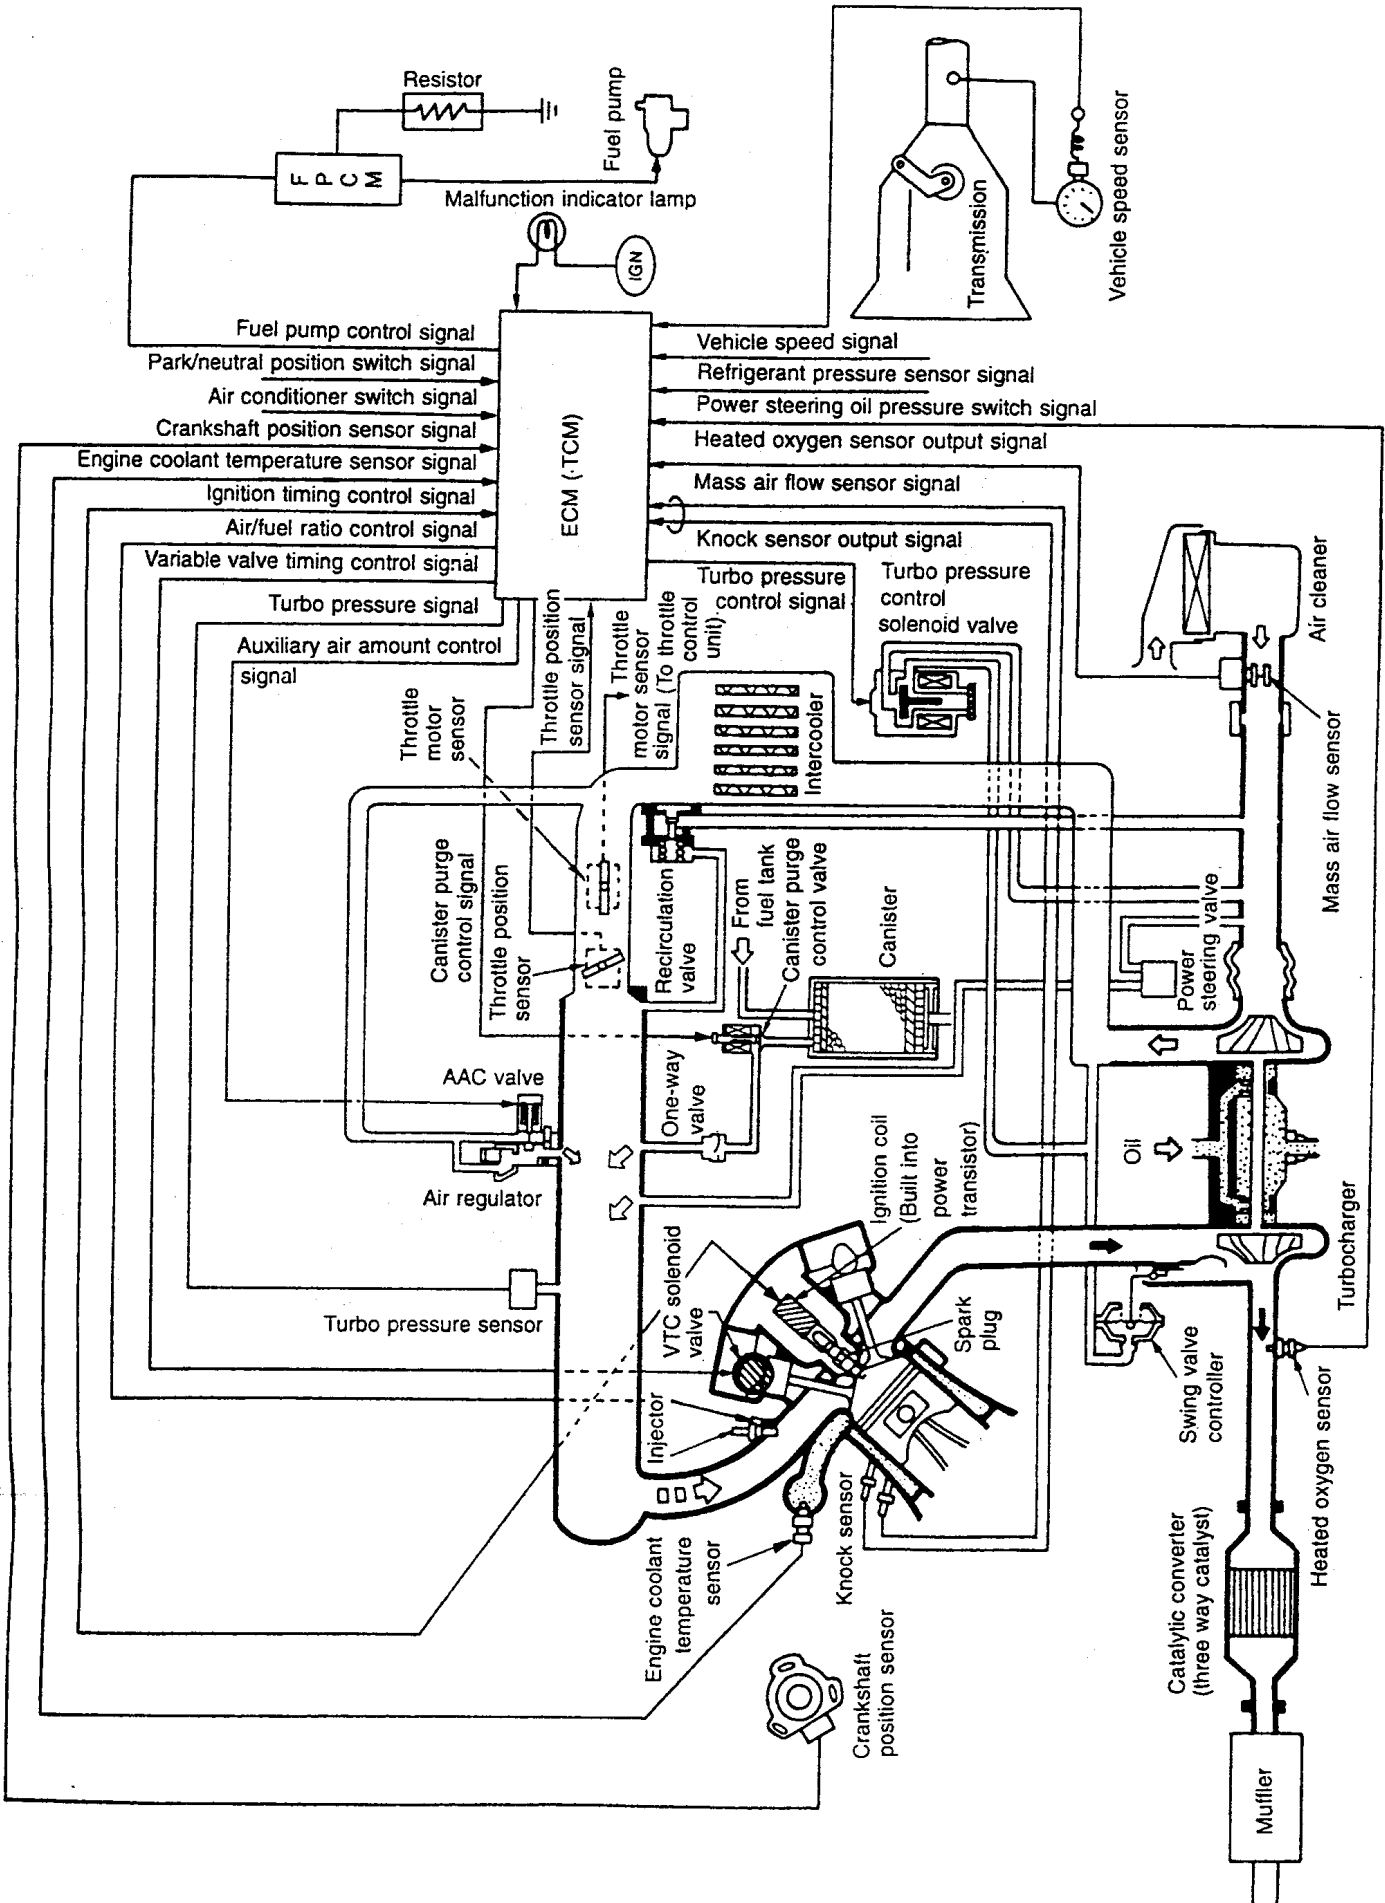 Resistor
F
P
C
M
Fuel pump
Malfunction indicator lamp
IGN
Transmission
Vehicle speed sensor
Fuel pump control signal
Park/neutral position switch signal
Air conditioner switch signal
Crankshaft position sensor signal
Engine coolant temperature sensor signal
Ignition timing control signal
Air/fuel ratio control signal
Variable valve timing control signal
Turbo pressure signal
Auxiliary air amount control
signal
ECM (·TCM)
Vehicle speed signal
Refrigerant pressure sensor signal
Power steering oil pressure switch signal
Heated oxygen sensor output signal
Mass air flow sensor signal
Knock sensor output signal
Turbo pressure
control signal
Turbo pressure
control
solenoid valve
Throttle position
sensor signal
Throttle
motor sensor
signal (To throttle
control
unit)
Throttle
motor
sensor
Intercooler
Air cleaner
Mass air flow sensor
Canister purge
control signal
Throttle position
sensor
Recirculation
valve
From
fuel tank
Canister purge
control valve
Canister
Power
steering valve
AAC valve
Air regulator
One-way
valve
Ignition coil
(Built into
power
transistor)
Oil
Turbocharger
Turbo pressure sensor
VTC solenoid
valve
Injector
Spark
plug
Swing valve
controller
Heated oxygen sensor
Engine coolant
temperature
sensor
Knock sensor
Crankshaft
position sensor
Catalytic converter
(three way catalyst)
Muffler